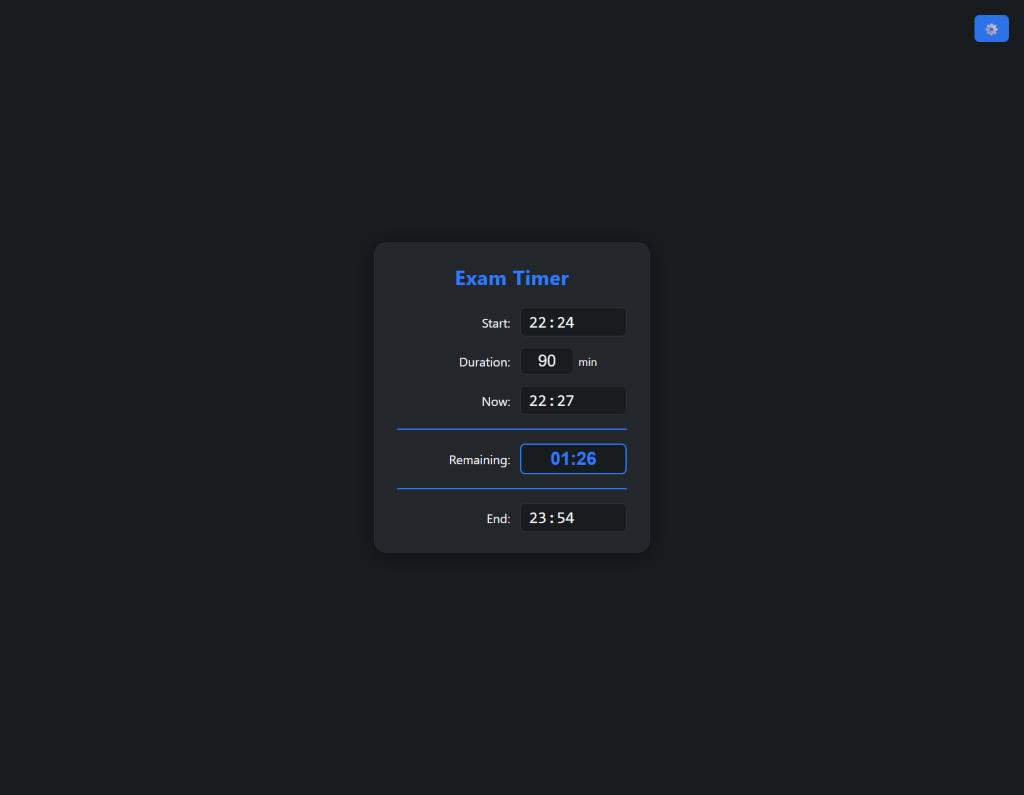 Exam Timer
Start: 22:24
Duration: 90 min
Now: 22:27
Remaining: 01:26
End: 23:54